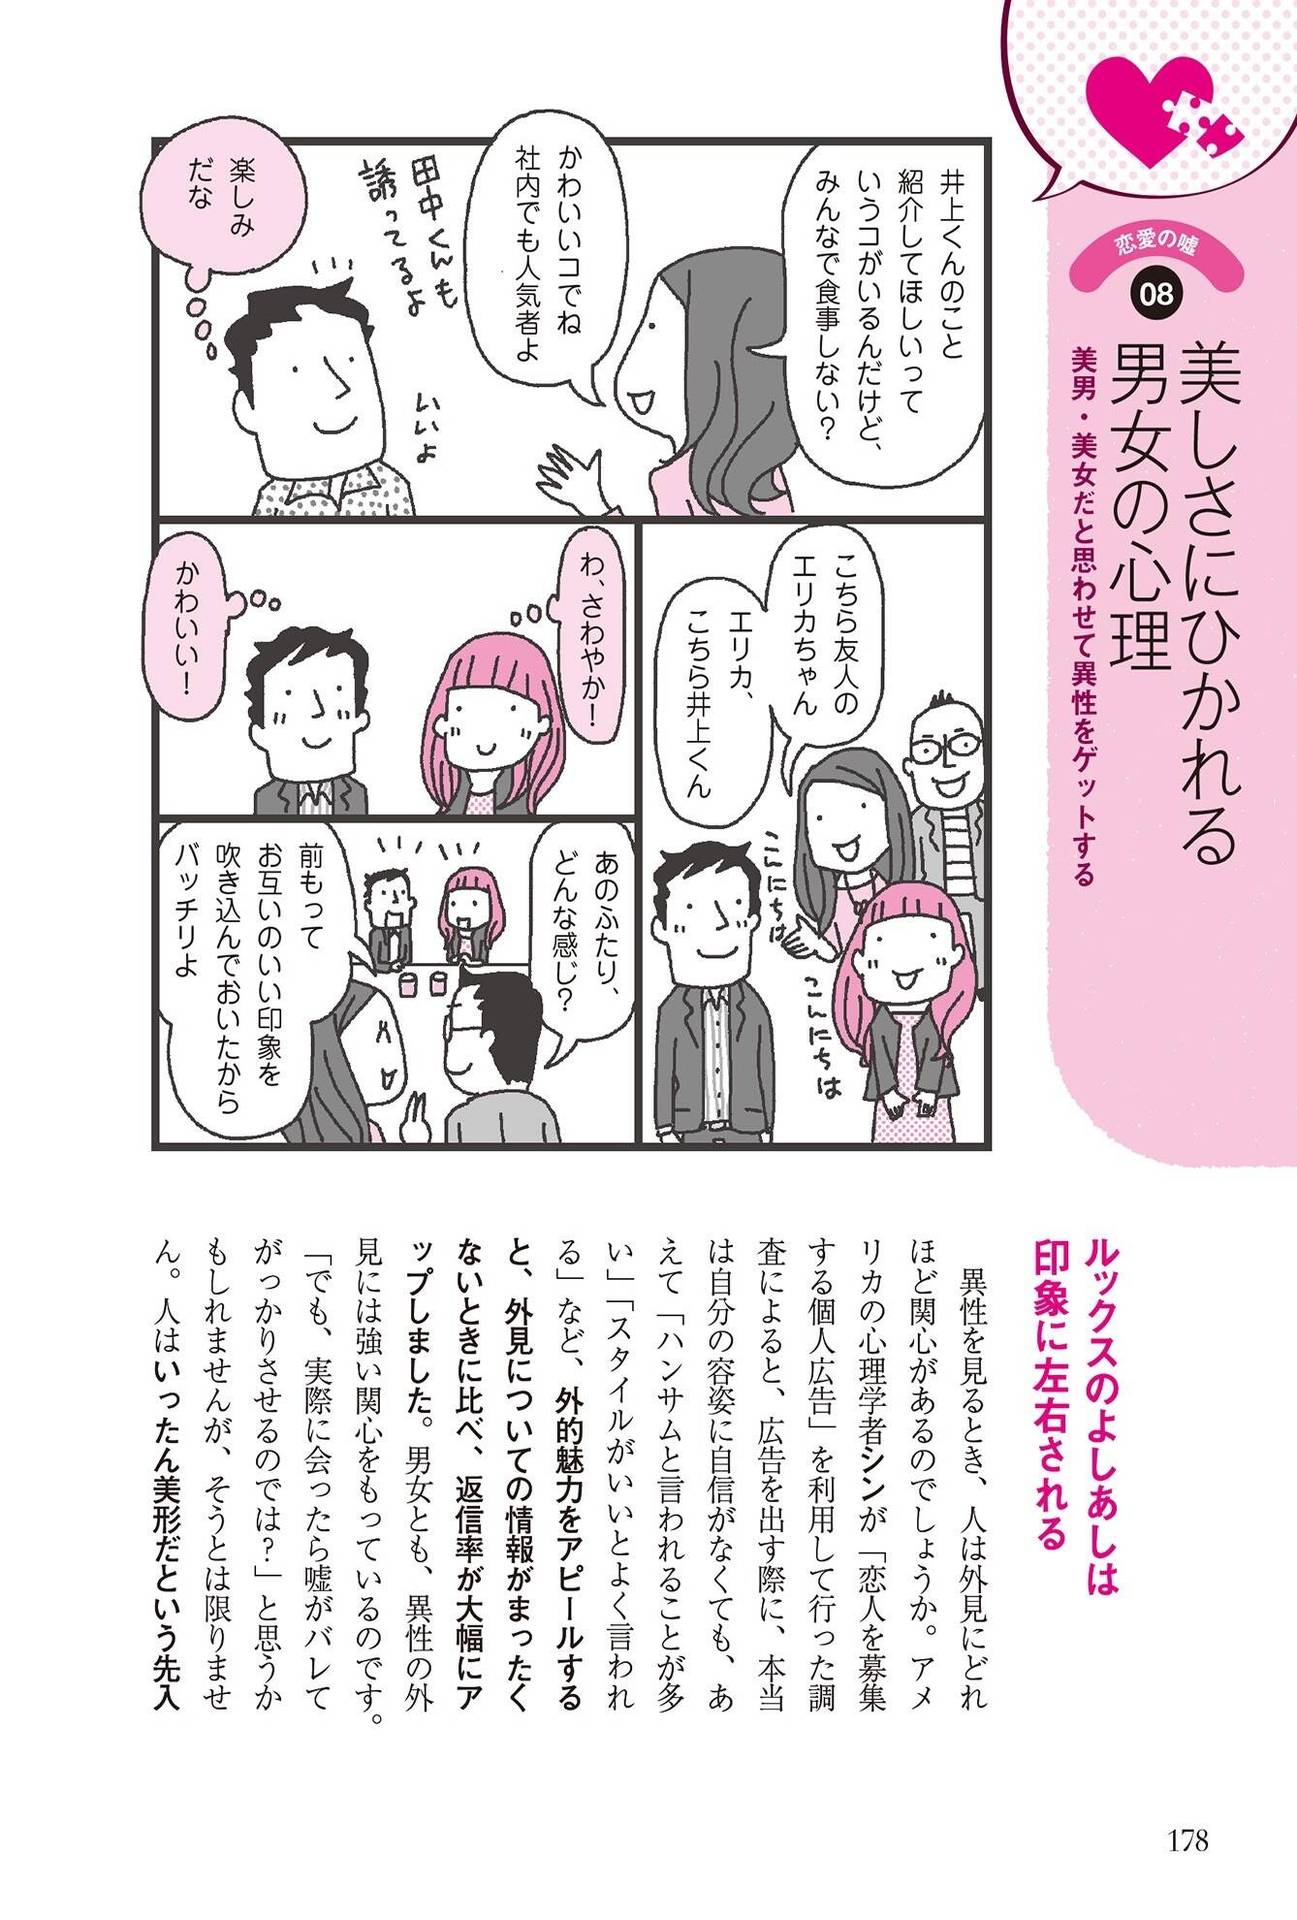 恋愛の嘘
08
美しさにひかれる
男女の心理
美男・美女だと思わせて異性をゲットする
井上くんのこと
紹介してほしいって
いうコがいるんだけど、
みんなで食事しない？
かわいいコでね
社内でも人気者よ
田中くんも
誘ってるよ
いいよ
楽しみ
だな
こちら友人の
エリカちゃん
エリカ、
こちら井上くん
こんにちは
こんにちは
わ、さわやか！
かわいい！
あのふたり、
どんな感じ？
前もって
お互いのいい印象を
吹き込んでおいたから
バッチリよ
ルックスのよしあしは
印象に左右される
異性を見るとき、人は外見にどれ
ほど関心があるのでしょうか。アメ
リカの心理学者シンが「恋人を募集
する個人広告」を利用して行った調
査によると、広告を出す際に、本当
は自分の容姿に自信がなくても、あ
えて「ハンサムと言われることが多
い」「スタイルがいいとよく言われ
る」など、外的魅力をアピールする
と、外見についての情報がまったく
ないときに比べ、返信率が大幅にア
ップしました。男女とも、異性の外
見には強い関心をもっているのです。
「でも、実際に会ったら嘘がバレて
がっかりさせるのでは？」と思うか
もしれませんが、そうとは限りませ
ん。人はいったん美形だという先入
178